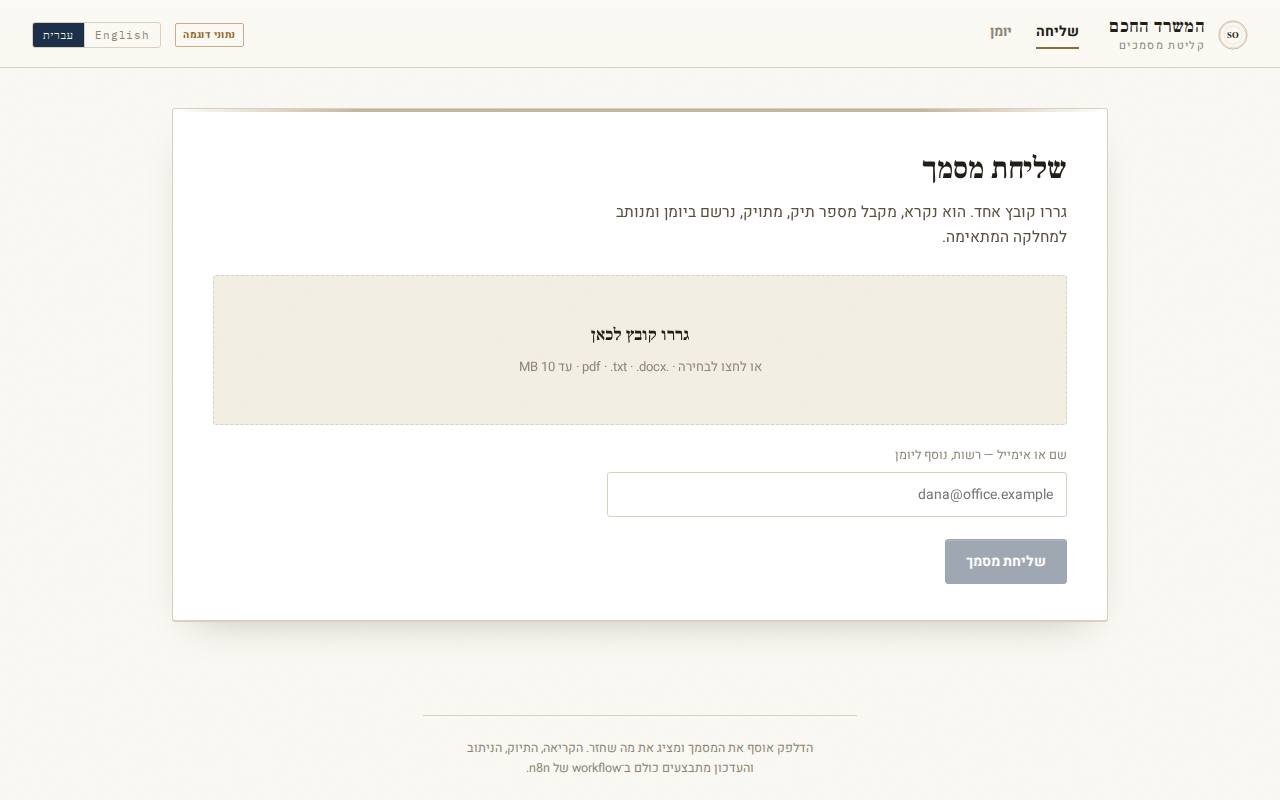 SO
המשרד החכם
קליטת מסמכים
שליחה
יומן
נתוני דוגמה
English
עברית
שליחת מסמך
גררו קובץ אחד. הוא נקרא, מקבל מספר תיק, מתויק, נרשם ביומן ומנותב
למחלקה המתאימה.
גררו קובץ לכאן
או לחצו לבחירה · .pdf · .txt · .docx · עד 10 MB
שם או אימייל — רשות, נוסף ליומן
dana@office.example
שליחת מסמך
הדלפק אוסף את המסמך ומציג את מה שחזר. הקריאה, התיוק, הניתוב
והעדכון מתבצעים כולם ב־workflow של n8n.